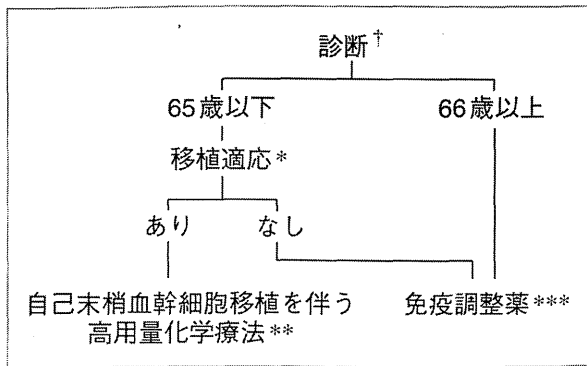 診断†
65歳以下
66歳以上
移植適応*
あり
なし
自己末梢血幹細胞移植を伴う
高用量化学療法**
免疫調整薬***